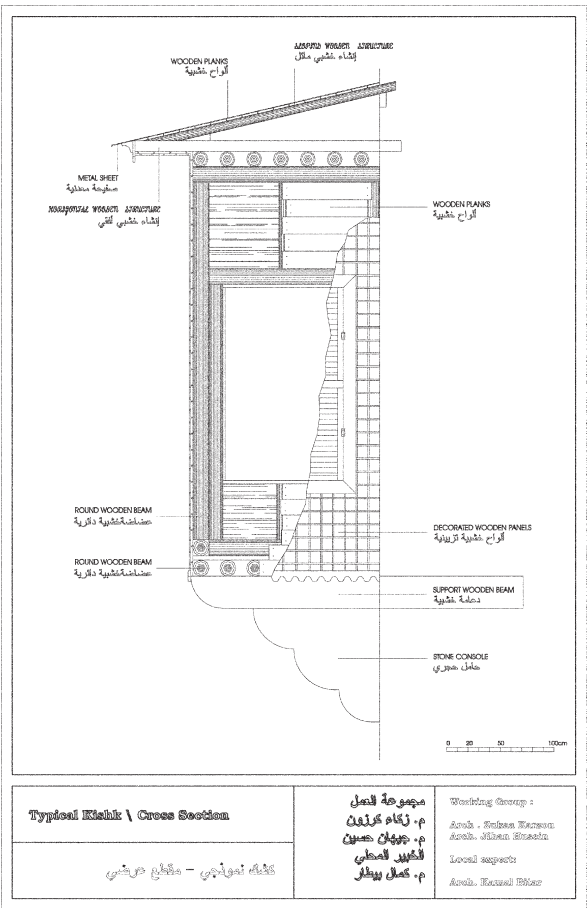 SLOPING WOODEN STRUCTURE
إنشاء خشبي مائل
WOODEN PLANKS
ألواح خشبية
METAL SHEET
صفيحة معدنية
HORIZONTAL WOODEN STRUCTURE
إنشاء خشبي أفقي
WOODEN PLANKS
ألواح خشبية
ROUND WOODEN BEAM
خشبية دائرية
DECORATED WOODEN PANELS
ألواح خشبية تزيينية
ROUND WOODEN BEAM
خشبية دائرية
SUPPORT WOODEN BEAM
دعامة خشبية
STONE CONSOLE
حامل حجري
0 20 50 100cm
Typical Kishk \ Cross Section
كشك نموذجي - مقطع عرضي
مجموعة العمل
م. زكاء كرزون
م. جيهان حسين
الخبير المحلي
م. كمال بيطار
Working Group :
Arch . Zukaa Karzon
Arch. Jihan Husein
Local expert:
Arch. Kamal Bitar